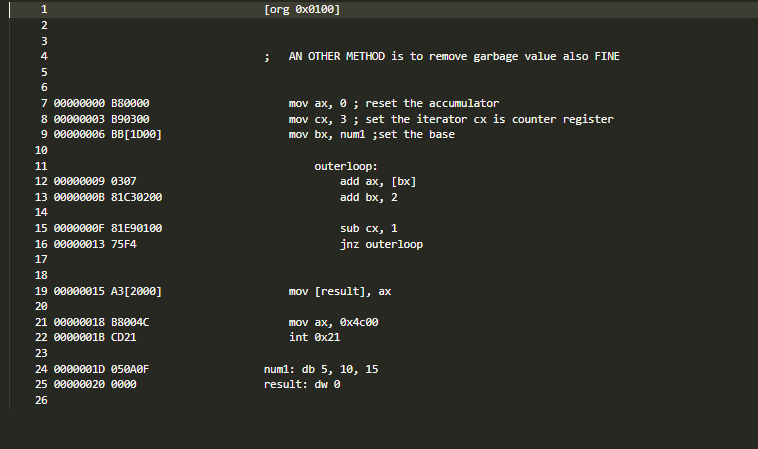 1 [org 0x0100]
2
3
4 ; AN OTHER METHOD is to remove garbage value also FINE
5
6
7 00000000 B80000 mov ax, 0 ; reset the accumulator
8 00000003 B90300 mov cx, 3 ; set the iterator cx is counter register
9 00000006 BB[1D00] mov bx, num1 ;set the base
10
11 outerloop:
12 00000009 0307 add ax, [bx]
13 0000000B 81C30200 add bx, 2
14
15 0000000F 81E90100 sub cx, 1
16 00000013 75F4 jnz outerloop
17
18
19 00000015 A3[2000] mov [result], ax
20
21 00000018 B8004C mov ax, 0x4c00
22 0000001B CD21 int 0x21
23
24 0000001D 050A0F num1: db 5, 10, 15
25 00000020 0000 result: dw 0
26